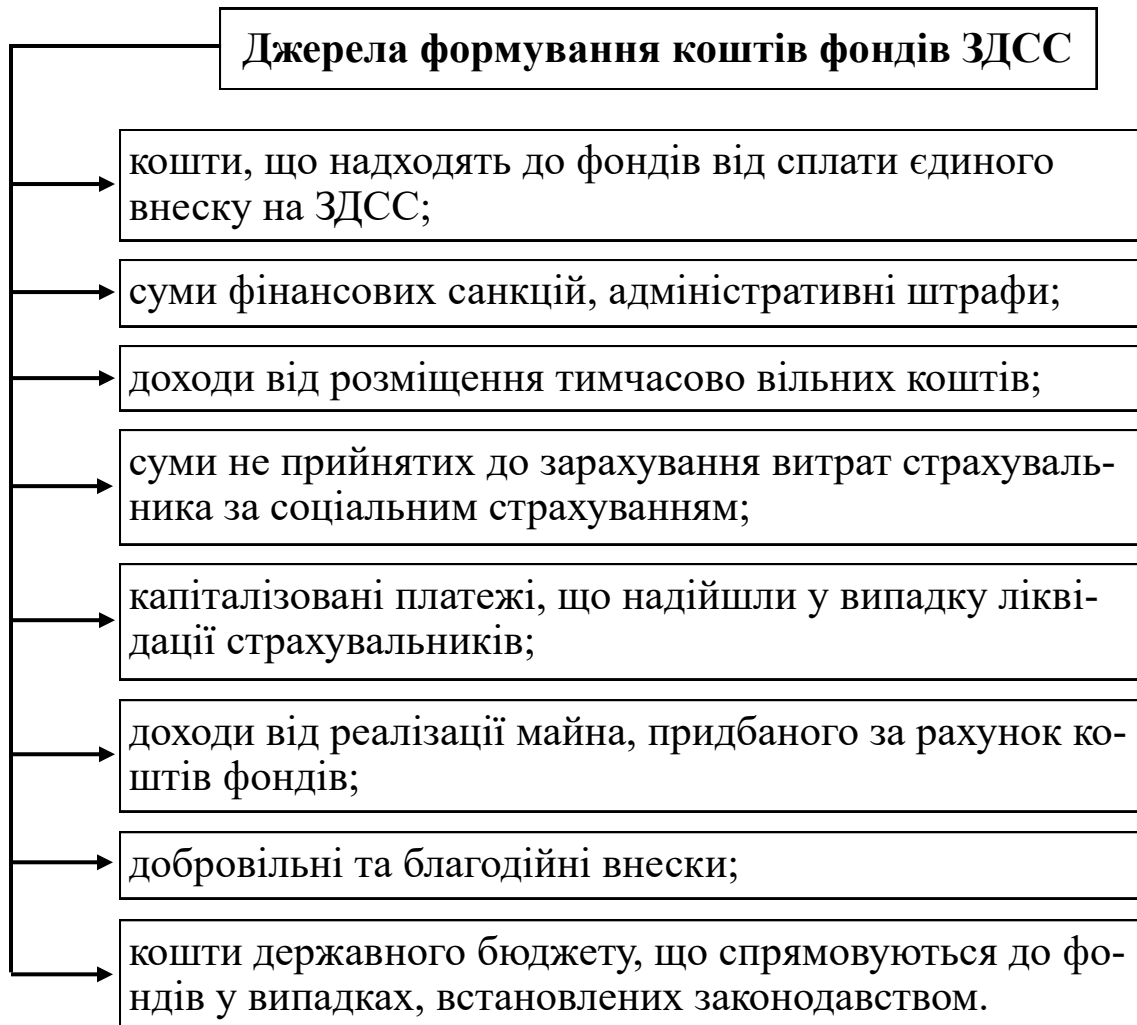 Джерела формування коштів фондів ЗДСС
кошти, що надходять до фондів від сплати єдиного
внеску на ЗДСС;
суми фінансових санкцій, адміністративні штрафи;
доходи від розміщення тимчасово вільних коштів;
суми не прийнятих до зарахування витрат страхуваль-
ника за соціальним страхуванням;
капіталізовані платежі, що надійшли у випадку лікві-
дації страхувальників;
доходи від реалізації майна, придбаного за рахунок ко-
штів фондів;
добровільні та благодійні внески;
кошти державного бюджету, що спрямовуються до фо-
ндів у випадках, встановлених законодавством.